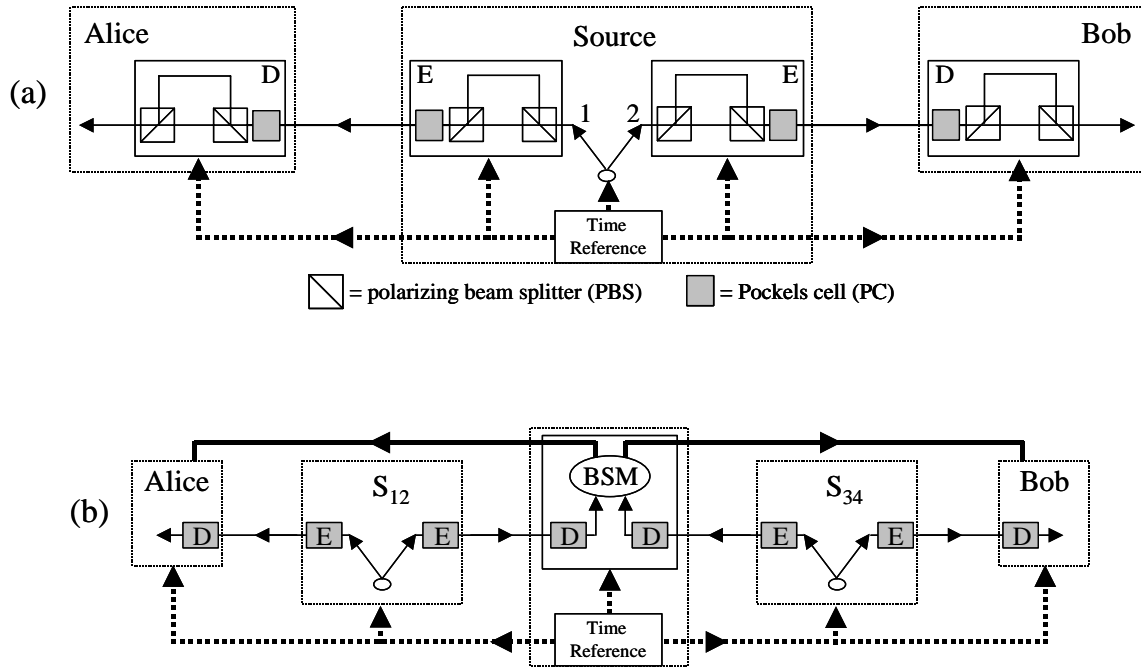 Alice
Source
Bob
D
E
E
D
(a)
1
2
Time
Reference
= polarizing beam splitter (PBS)
= Pockels cell (PC)
BSM
Alice
S12
S34
Bob
(b)
D
E
E
D
D
E
E
D
Time
Reference